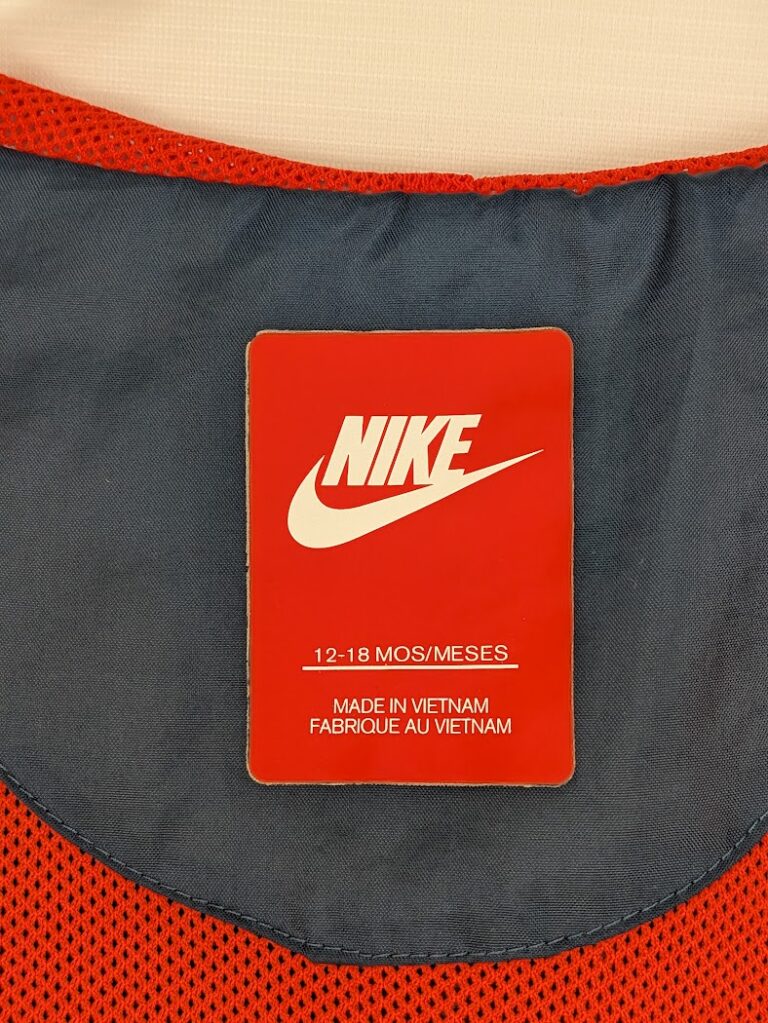 NIKE
12-18 MOS/MESES
MADE IN VIETNAM
FABRIQUE AU VIETNAM